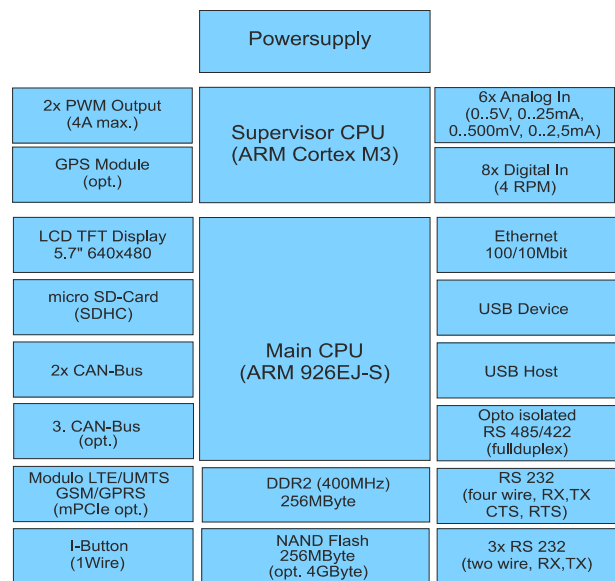 Powersupply
2x PWM Output
(4A max.)
Supervisor CPU
(ARM Cortex M3)
6x Analog In
(0..5V, 0..25mA,
0..500mV, 0..2,5mA)
GPS Module
(opt.)
8x Digital In
(4 RPM)
LCD TFT Display
5.7" 640x480
Main CPU
(ARM 926EJ-S)
Ethernet
100/10Mbit
micro SD-Card
(SDHC)
USB Device
2x CAN-Bus
USB Host
3. CAN-Bus
(opt.)
Opto isolated
RS 485/422
(fullduplex)
Modulo LTE/UMTS
GSM/GPRS
(mPCIe opt.)
DDR2 (400MHz)
256MByte
RS 232
(four wire, RX,TX
CTS, RTS)
I-Button
(1Wire)
NAND Flash
256MByte
(opt. 4GByte)
3x RS 232
(two wire, RX,TX)